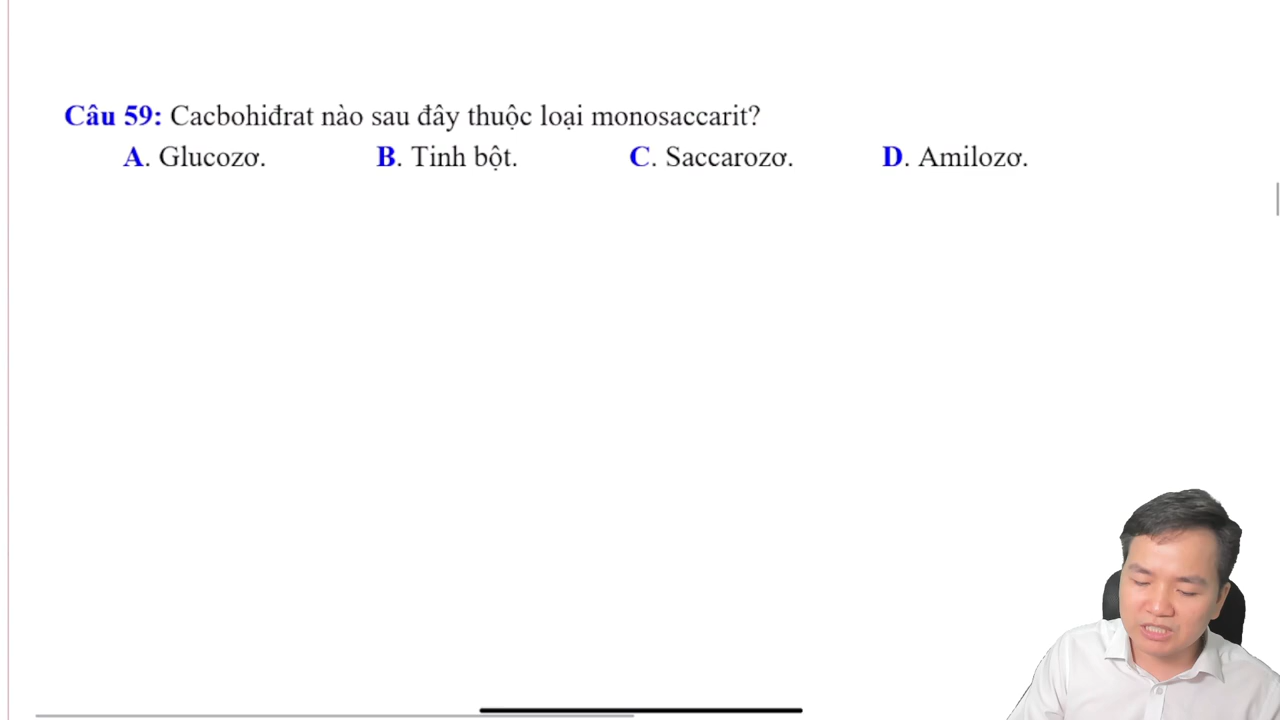 Câu 59: Cacbohiđrat nào sau đây thuộc loại monosaccarit?
A. Glucozơ. B. Tinh bột. C. Saccarozơ. D. Amilozơ.